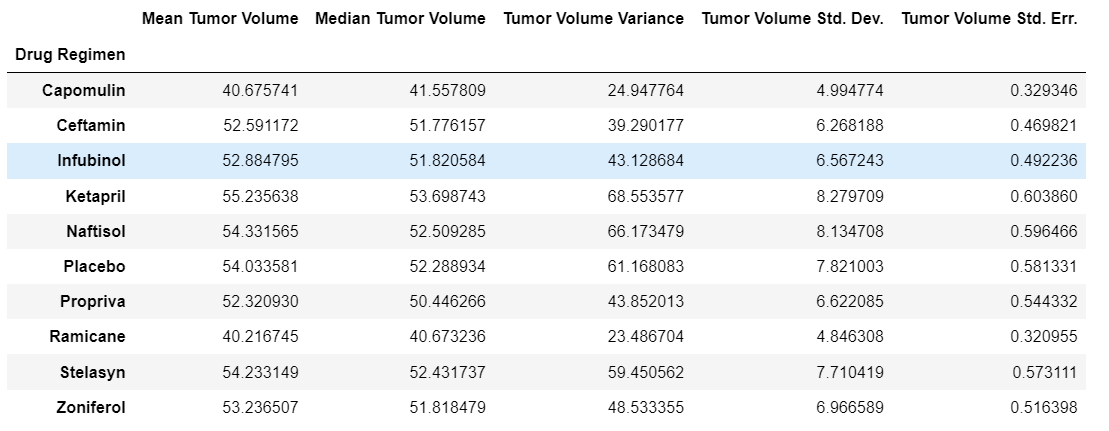 Mean Tumor Volume Median Tumor Volume Tumor Volume Variance Tumor Volume Std. Dev. Tumor Volume Std. Err.
Drug Regimen
Capomulin 40.675741 41.557809 24.947764 4.994774 0.329346
Ceftamin 52.591172 51.776157 39.290177 6.268188 0.469821
Infubinol 52.884795 51.820584 43.128684 6.567243 0.492236
Ketapril 55.235638 53.698743 68.553577 8.279709 0.603860
Naftisol 54.331565 52.509285 66.173479 8.134708 0.596466
Placebo 54.033581 52.288934 61.168083 7.821003 0.581331
Propriva 52.320930 50.446266 43.852013 6.622085 0.544332
Ramicane 40.216745 40.673236 23.486704 4.846308 0.320955
Stelasyn 54.233149 52.431737 59.450562 7.710419 0.573111
Zoniferol 53.236507 51.818479 48.533355 6.966589 0.516398